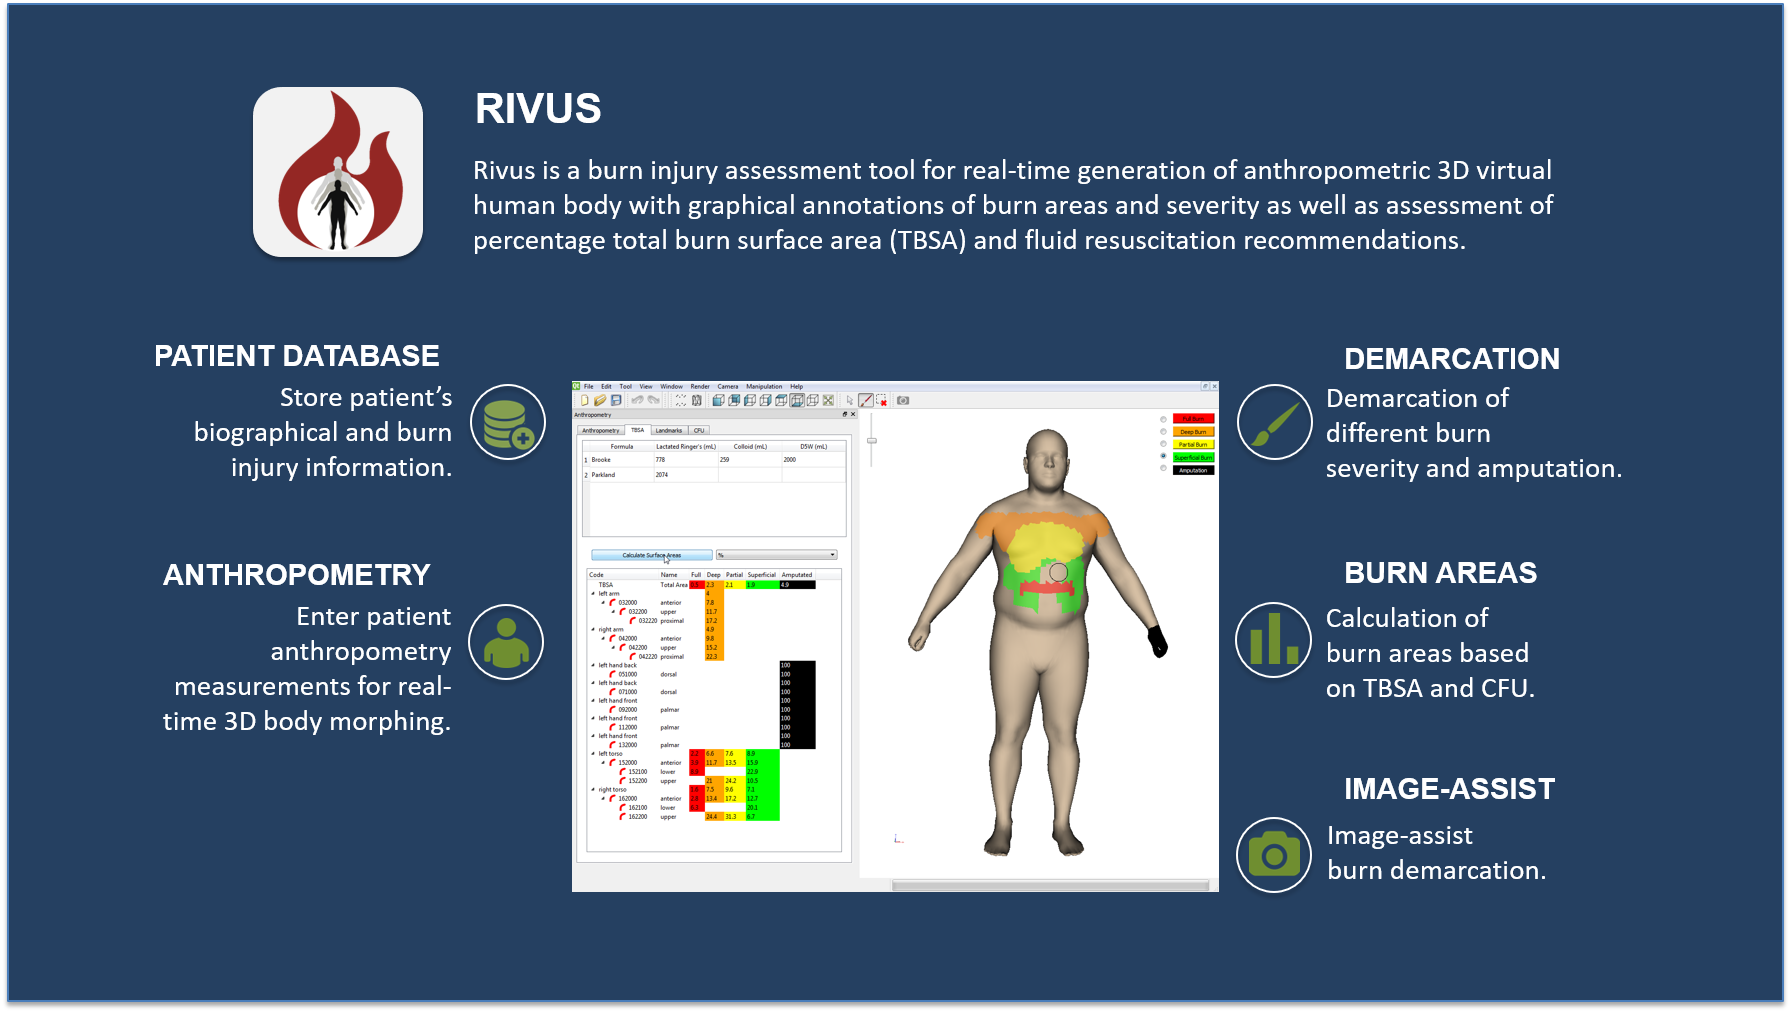 RIVUS
Rivus is a burn injury assessment tool for real-time generation of anthropometric 3D virtual
human body with graphical annotations of burn areas and severity as well as assessment of
percentage total burn surface area (TBSA) and fluid resuscitation recommendations.
PATIENT DATABASE
Store patient’s
biographical and burn
injury information.
ANTHROPOMETRY
Enter patient
anthropometry
measurements for real-
time 3D body morphing.
File Edit Tool View Window Render Camera Manipulation Help
Anthropometry
Anthropometry TBSA Landmarks CFU
Formula Lactated Ringer's (mL) Colloid (mL) D5W (mL)
1 Brooke 778 259 2000
2 Parkland 2074
Calculate Surface Areas %
Code Name Full Deep Partial Superficial Amputated
TBSA Total Area 2.3 2.1 1.9 4.9
left arm 4
032000 anterior 7.8
032200 upper 11.7
032220 proximal 17.2
right arm 4.9
042000 anterior 9.8
042200 upper 15.2
042220 proximal 22.3
left hand back 100
051000 dorsal 100
left hand back 100
071000 dorsal 100
left hand front 100
092000 palmar 100
left hand front 100
112000 palmar 100
left hand front 100
132000 palmar 100
left torso 6.6 7.6 8.9
152000 anterior 11.7 13.5 15.9
152100 lower 22.9
152200 upper 21 24.2 10.5
right torso 7.5 9.6 7.1
162000 anterior 13.4 17.2 12.7
162100 lower 20.1
162200 upper 24.4 31.3 6.7
Full Burn
Deep Burn
Partial Burn
Superficial Burn
Amputation
DEMARCATION
Demarcation of
different burn
severity and amputation.
BURN AREAS
Calculation of
burn areas based
on TBSA and CFU.
IMAGE-ASSIST
Image-assist
burn demarcation.